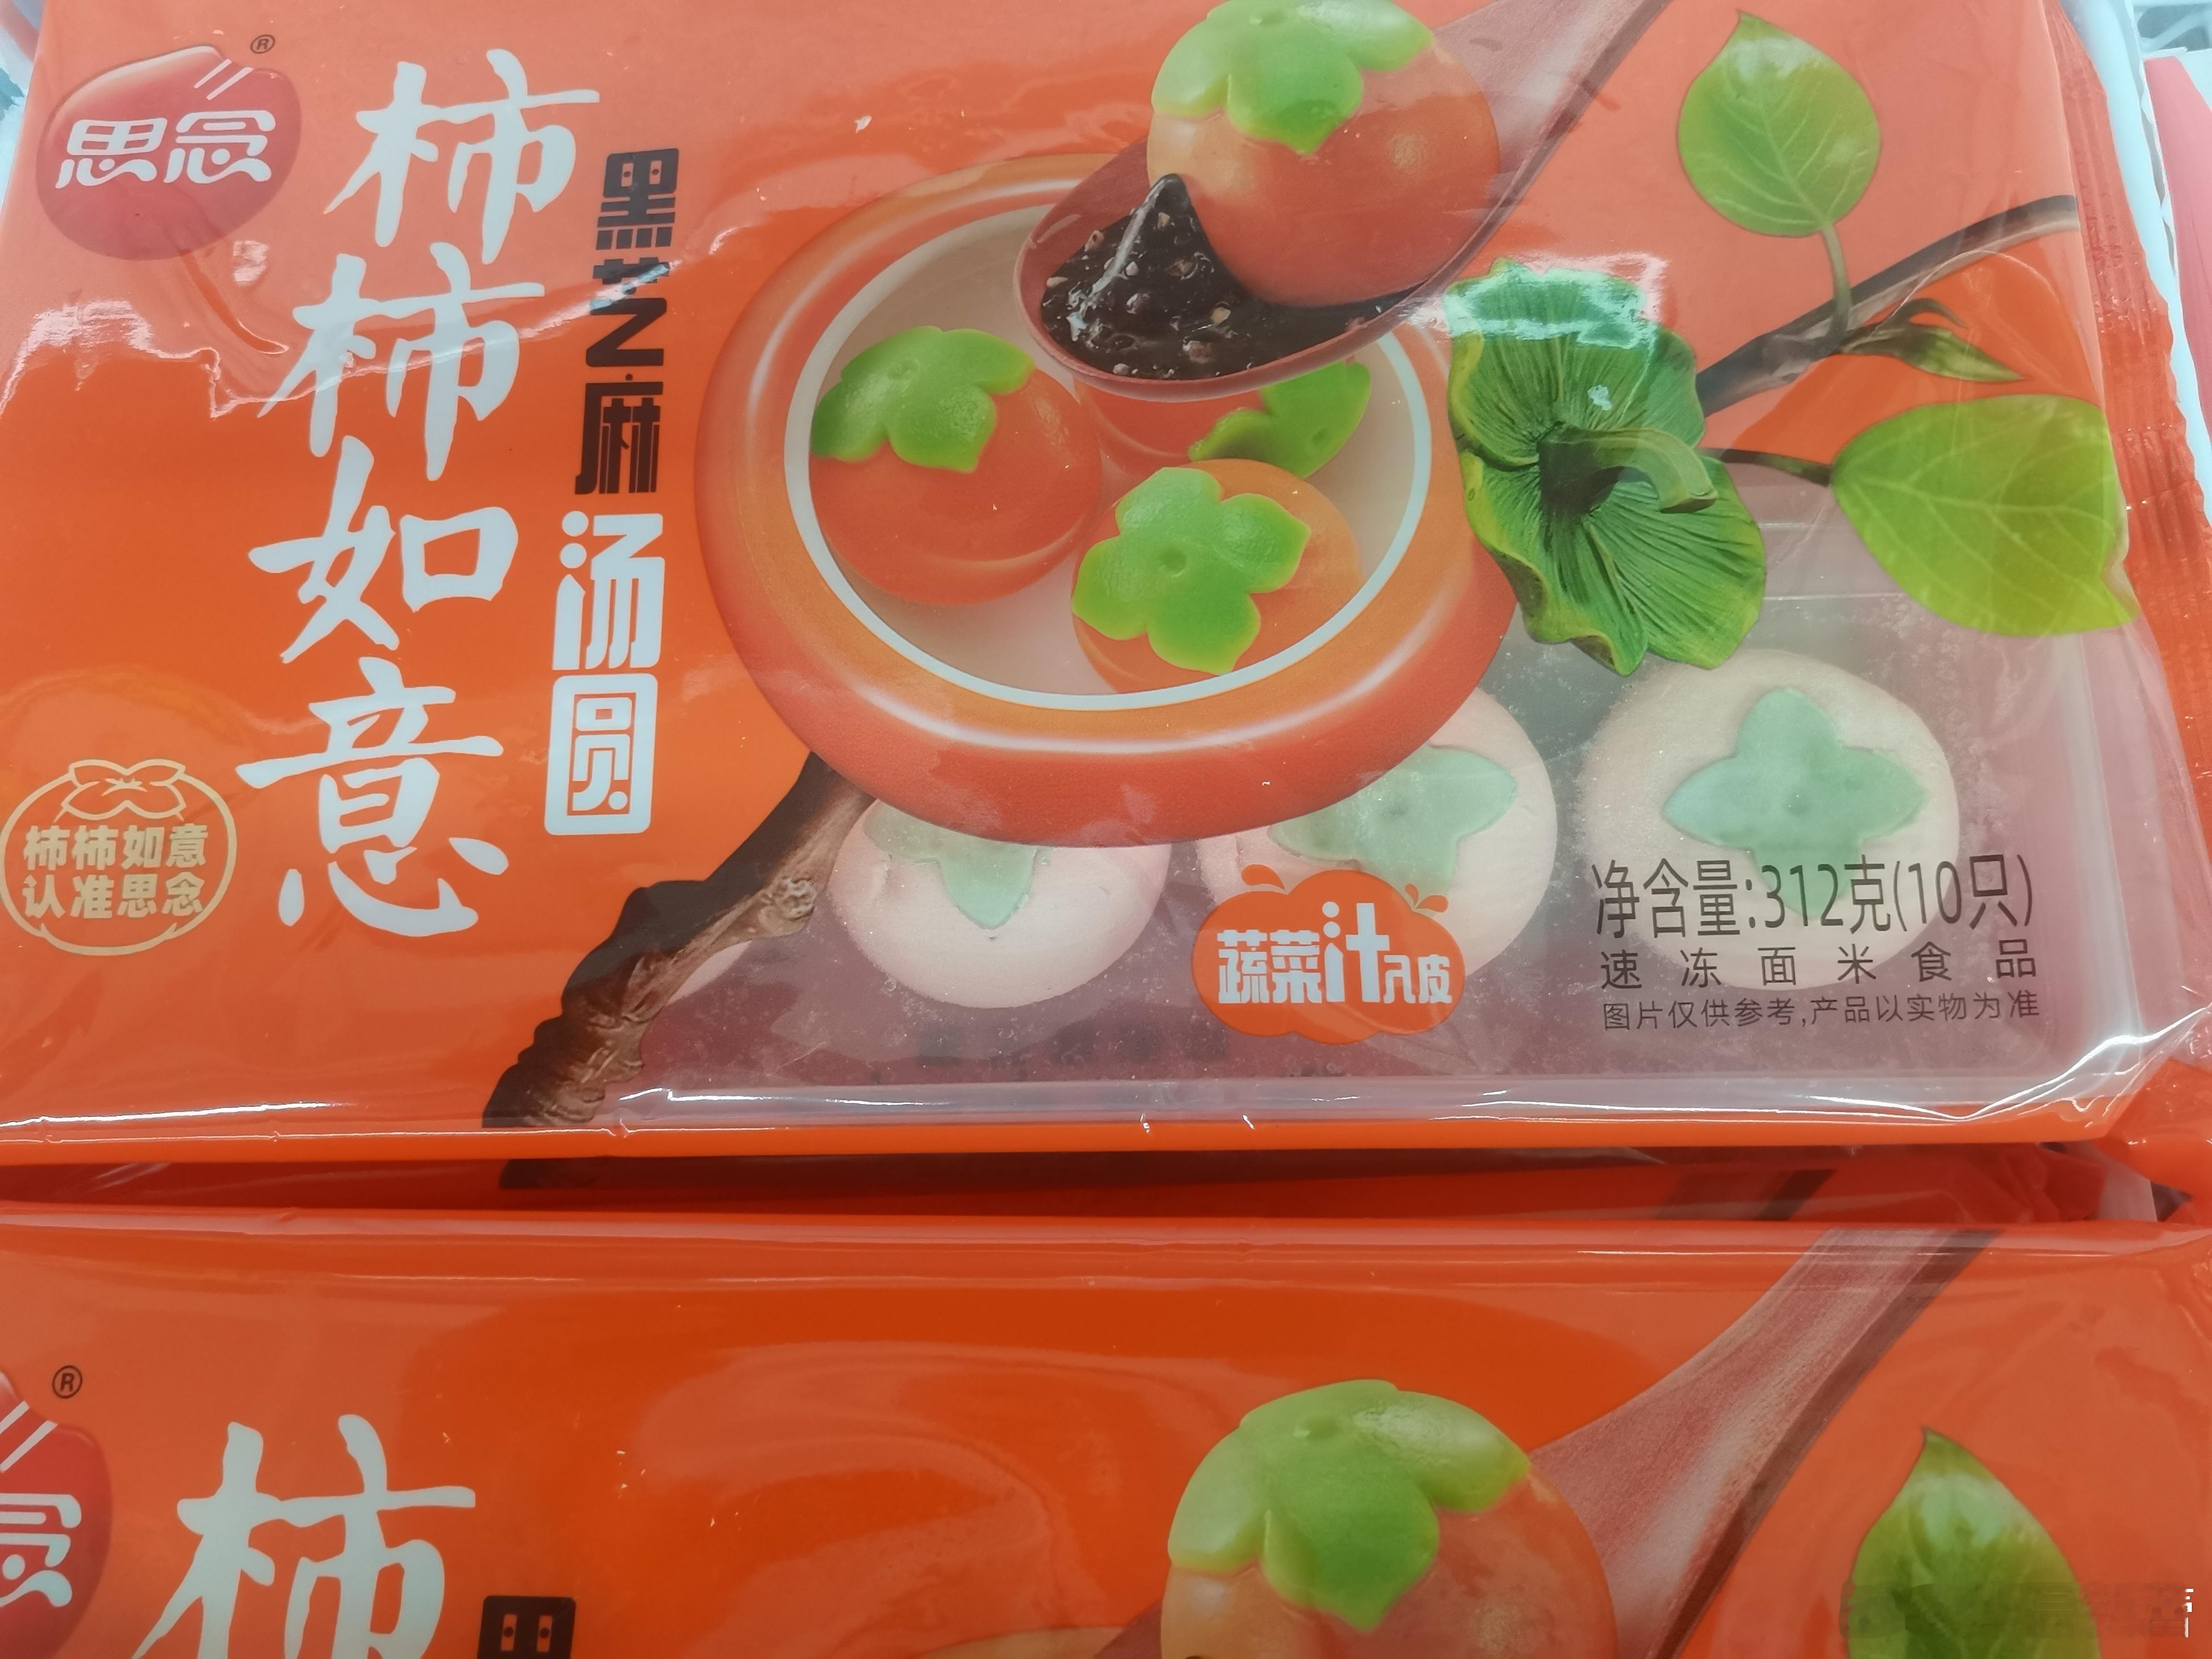 思念
®
柿柿如意
黑芝麻汤圆
柿柿如意
认准思念
蔬菜汁入皮
净含量:312克(10只)
速冻面米食品
图片仅供参考,产品以实物为准
®
念
柿
黑